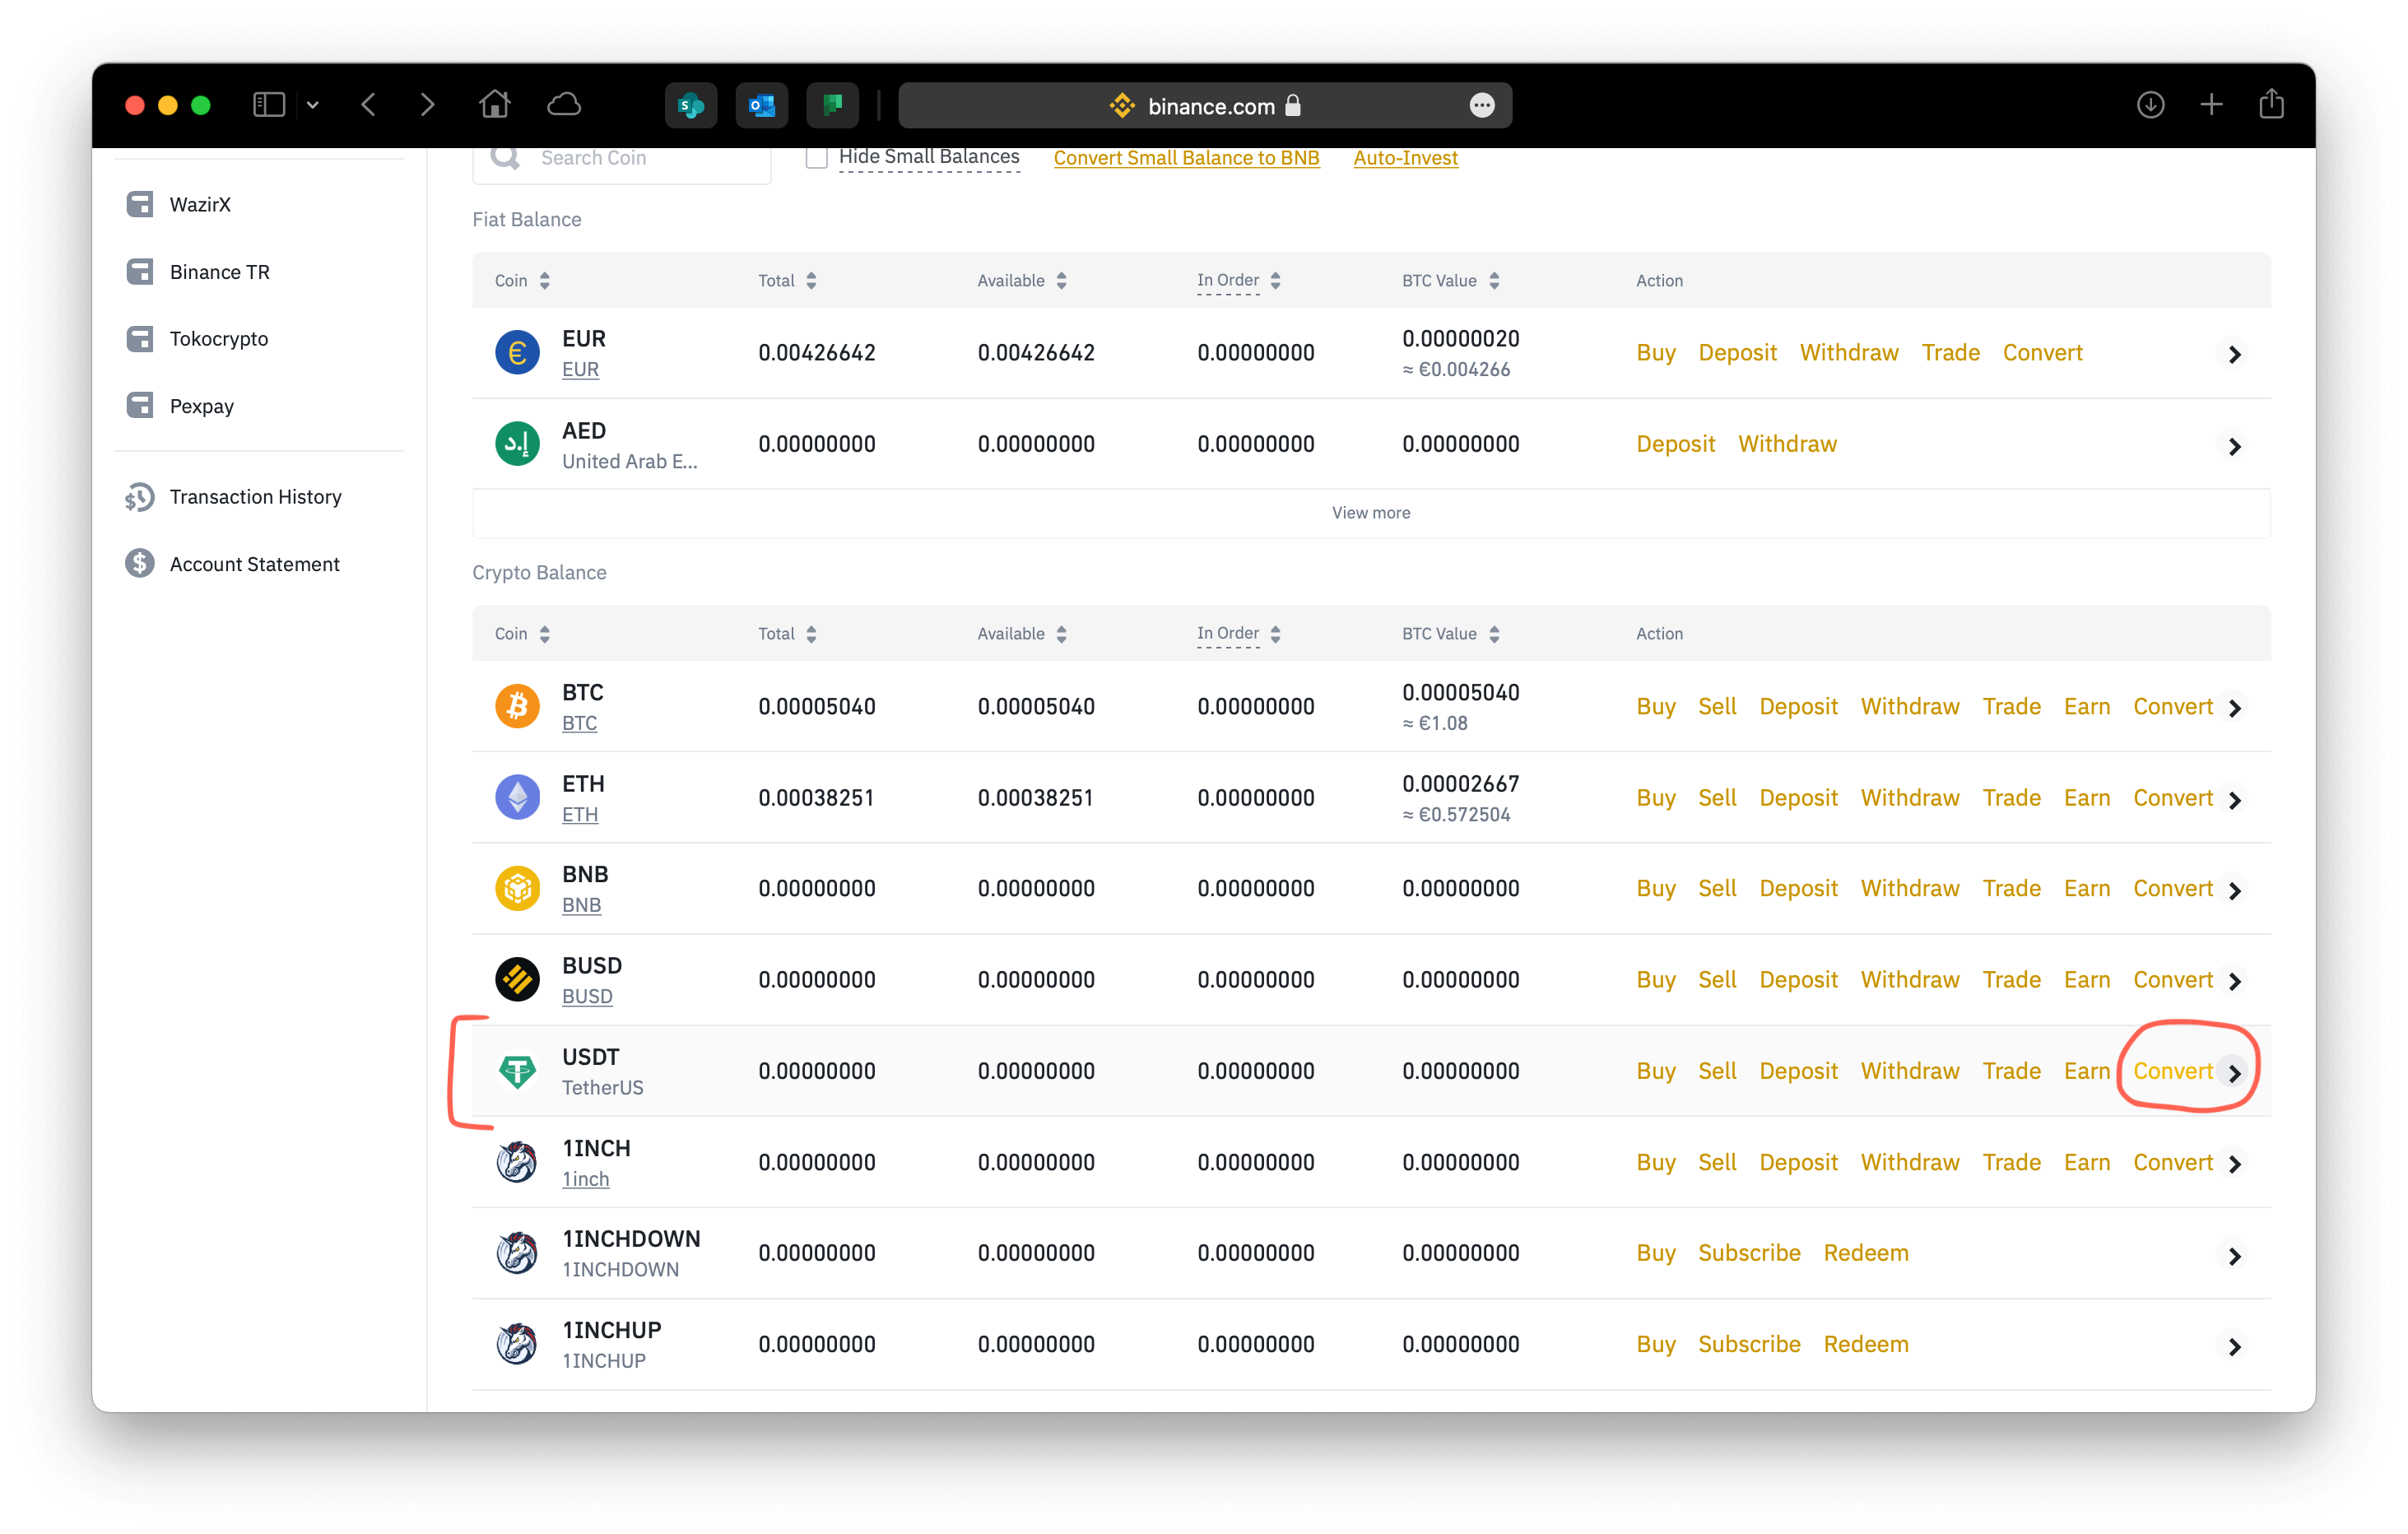 binance.com
Search Coin
Hide Small Balances
Convert Small Balance to BNB
Auto-Invest
WazirX
Binance TR
Tokocrypto
Pexpay
Transaction History
Account Statement
Fiat Balance
Coin Total Available In Order BTC Value Action
EUR
EUR
0.00426642 0.00426642 0.00000000 0.00000020
≈ €0.004266
Buy Deposit Withdraw Trade Convert
AED
United Arab E...
0.00000000 0.00000000 0.00000000 0.00000000
Deposit Withdraw
View more
Crypto Balance
Coin Total Available In Order BTC Value Action
BTC
BTC
0.00005040 0.00005040 0.00000000 0.00005040
≈ €1.08
Buy Sell Deposit Withdraw Trade Earn Convert
ETH
ETH
0.00038251 0.00038251 0.00000000 0.00002667
≈ €0.572504
Buy Sell Deposit Withdraw Trade Earn Convert
BNB
BNB
0.00000000 0.00000000 0.00000000 0.00000000
Buy Sell Deposit Withdraw Trade Earn Convert
BUSD
BUSD
0.00000000 0.00000000 0.00000000 0.00000000
Buy Sell Deposit Withdraw Trade Earn Convert
USDT
TetherUS
0.00000000 0.00000000 0.00000000 0.00000000
Buy Sell Deposit Withdraw Trade Earn Convert
1INCH
1inch
0.00000000 0.00000000 0.00000000 0.00000000
Buy Sell Deposit Withdraw Trade Earn Convert
1INCHDOWN
1INCHDOWN
0.00000000 0.00000000 0.00000000 0.00000000
Buy Subscribe Redeem
1INCHUP
1INCHUP
0.00000000 0.00000000 0.00000000 0.00000000
Buy Subscribe Redeem